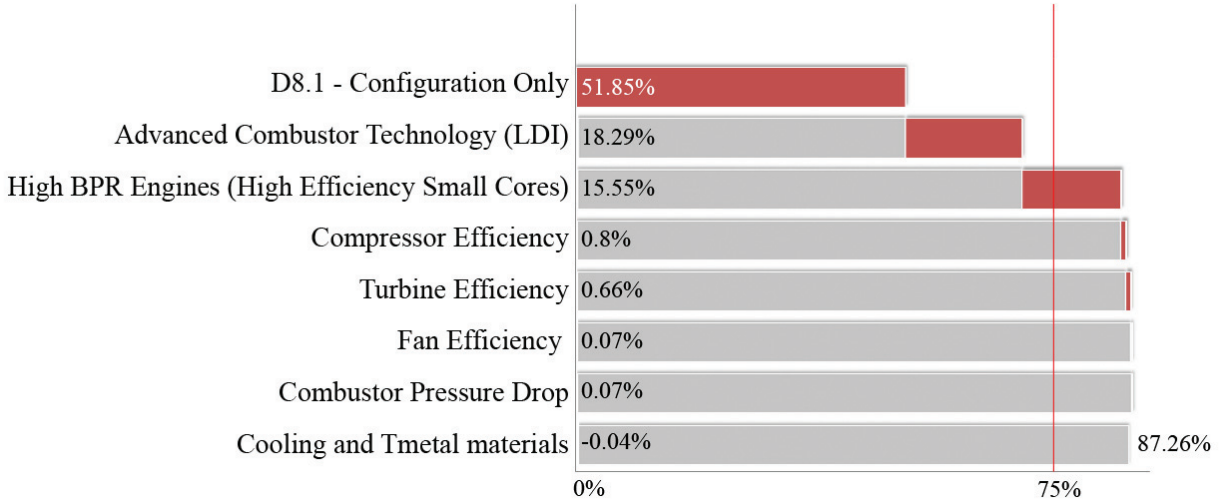 D8.1 - Configuration Only 51.85%
Advanced Combustor Technology (LDI) 18.29%
High BPR Engines (High Efficiency Small Cores) 15.55%
Compressor Efficiency 0.8%
Turbine Efficiency 0.66%
Fan Efficiency 0.07%
Combustor Pressure Drop 0.07%
Cooling and Tmetal materials -0.04% 87.26%
0% 75%